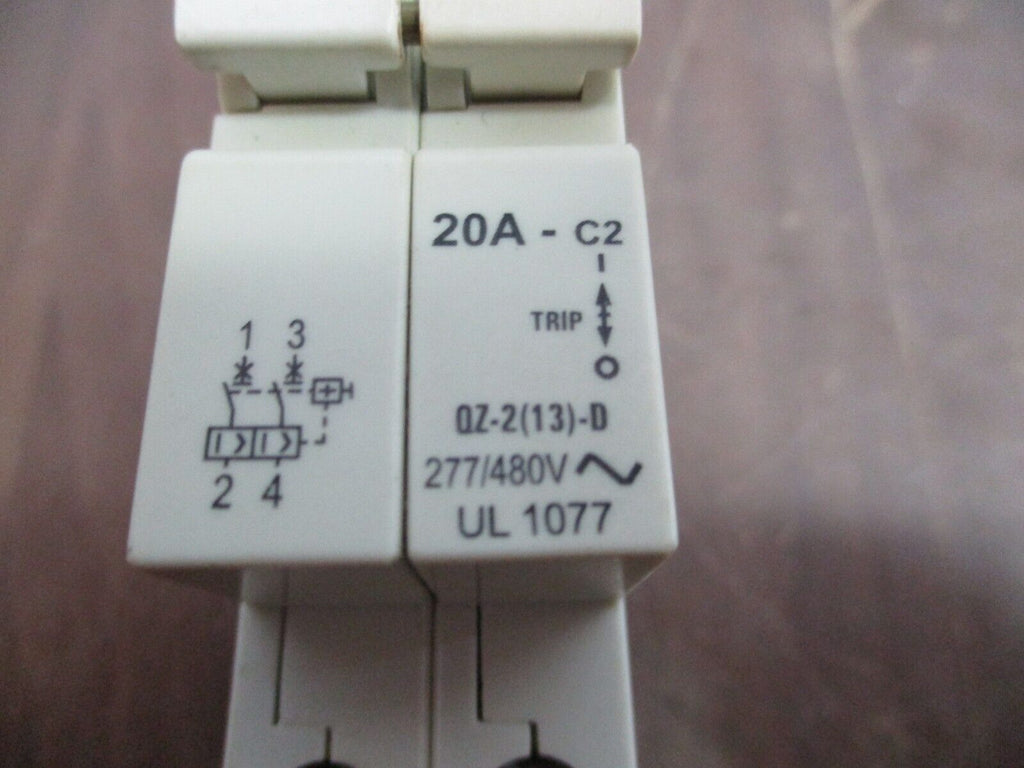 1 3
2 4
20A - C2
I
TRIP
O
QZ-2(13)-D
277/480V ~
UL 1077